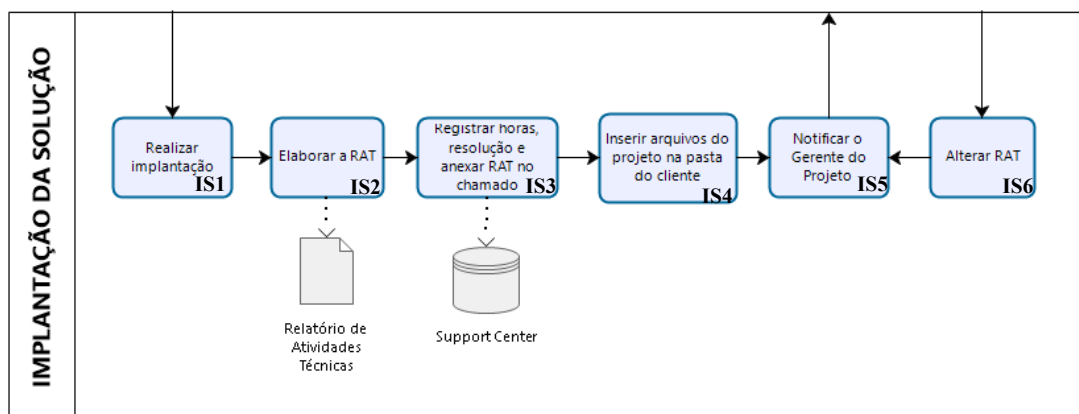 IMPLANTAÇÃO DA SOLUÇÃO
Realizar
implantação
IS1
Elaborar a RAT
IS2
Registrar horas,
resolução e
anexar RAT no
chamado
IS3
Inserir arquivos do
projeto na pasta
do cliente
IS4
Notificar o
Gerente do
Projeto
IS5
Alterar RAT
IS6
Relatório de
Atividades
Técnicas
Support Center